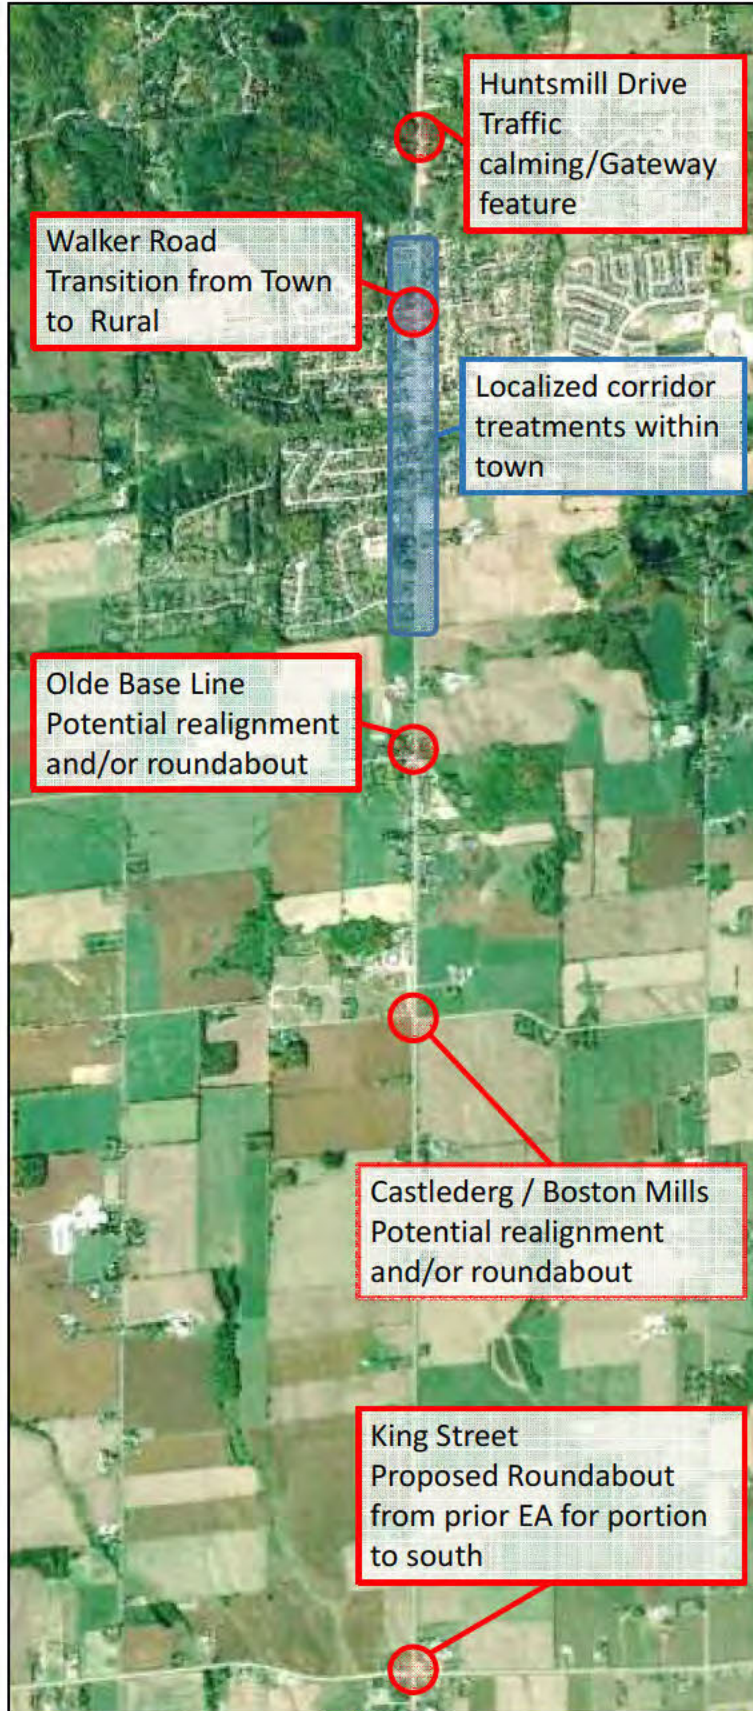 Huntsmill Drive
Traffic
calming/Gateway
feature
Walker Road
Transition from Town
to Rural
Localized corridor
treatments within
town
Olde Base Line
Potential realignment
and/or roundabout
Castlederg / Boston Mills
Potential realignment
and/or roundabout
King Street
Proposed Roundabout
from prior EA for portion
to south